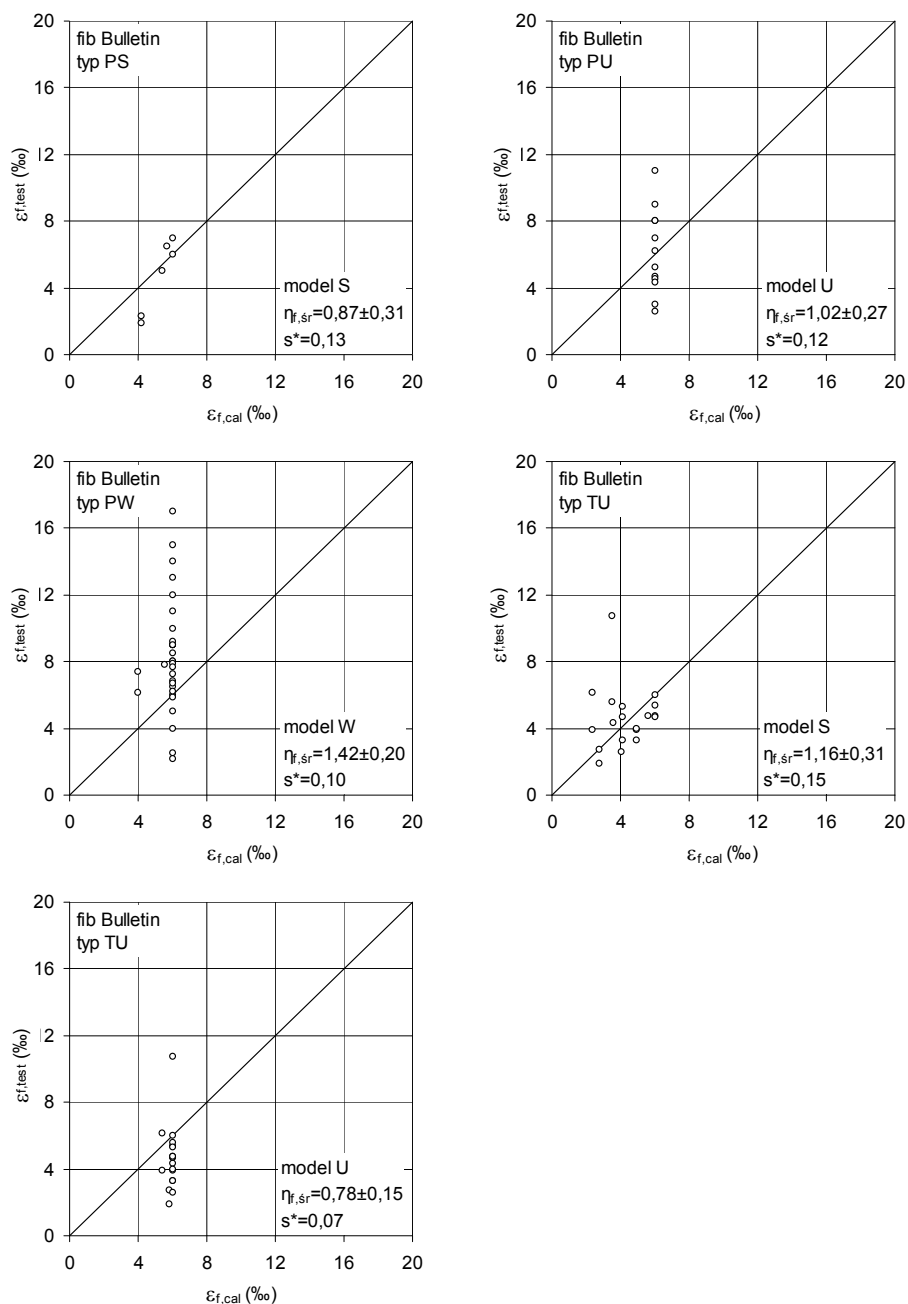 20
16
12
8
4
0
0 4 8 12 16 20
εf,test (‰)
εf,cal (‰)
fib Bulletin
typ PS
model S
ηf,śr=0,87±0,31
s*=0,13
20
16
12
8
4
0
0 4 8 12 16 20
εf,test (‰)
εf,cal (‰)
fib Bulletin
typ PU
model U
ηf,śr=1,02±0,27
s*=0,12
20
16
12
8
4
0
0 4 8 12 16 20
εf,test (‰)
εf,cal (‰)
fib Bulletin
typ PW
model W
ηf,śr=1,42±0,20
s*=0,10
20
16
12
8
4
0
0 4 8 12 16 20
εf,test (‰)
εf,cal (‰)
fib Bulletin
typ TU
model S
ηf,śr=1,16±0,31
s*=0,15
20
16
12
8
4
0
0 4 8 12 16 20
εf,test (‰)
εf,cal (‰)
fib Bulletin
typ TU
model U
ηf,śr=0,78±0,15
s*=0,07